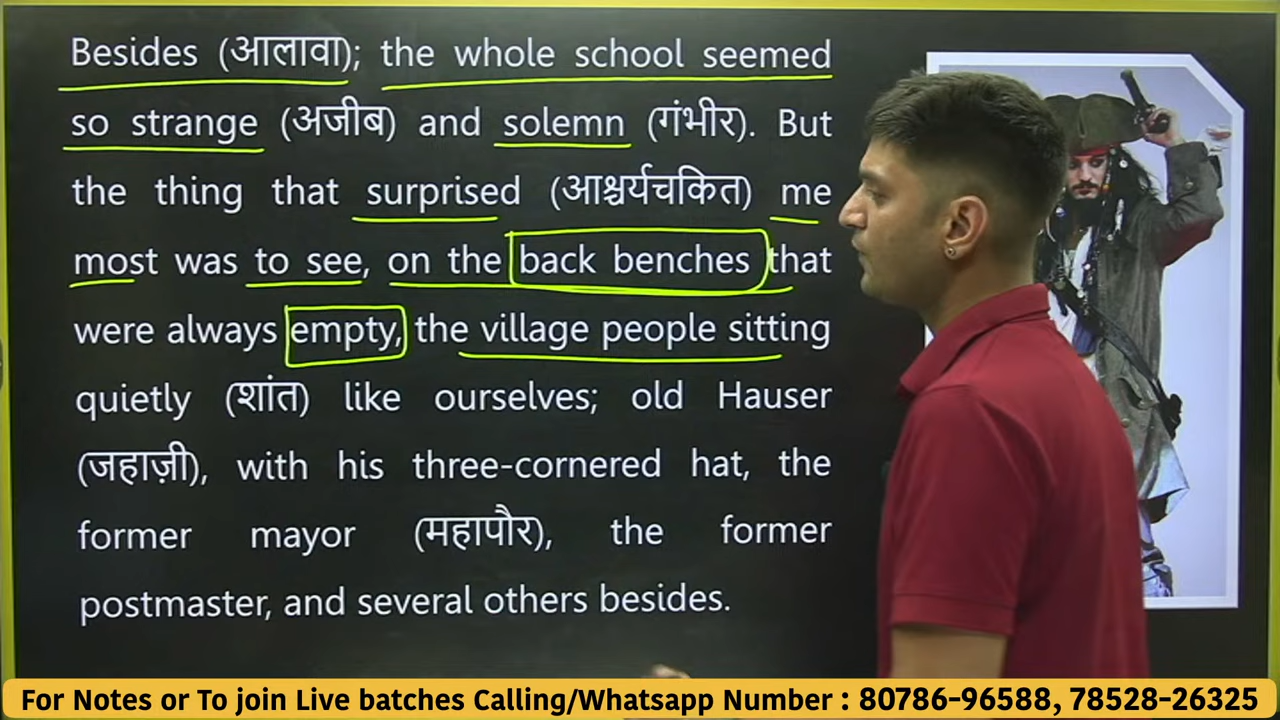 Besides (आलावा); the whole school seemed
so strange (अजीब) and solemn (गंभीर). But
the thing that surprised (आश्चर्यचकित) me
most was to see, on the back benches that
were always empty, the village people sitting
quietly (शांत) like ourselves; old Hauser
(जहाज़ी), with his three-cornered hat, the
former mayor (महापौर), the former
postmaster, and several others besides.
For Notes or To join Live batches Calling/Whatsapp Number : 80786-96588, 78528-26325